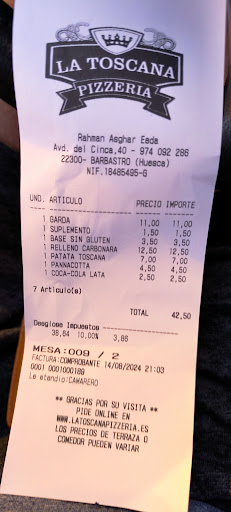 LA TOSCANA
PIZZERIA
Rahman Asghar Eeda
Avd. del Cinca,40 - 974 092 286
22300- BARBASTRO (Huesca)
NIF.18485495-G
UND. ARTICULO PRECIO IMPORTE
1 GARDA 11,00 11,00
1 SUPLEMENTO 1,50 1,50
1 BASE SIN GLUTEN 3,50 3,50
1 RELLENO CARBONARA 12,50 12,50
1 PATATA TOSCANA 7,00 7,00
1 PANNACOTTA 4,50 4,50
1 COCA-COLA LATA 2,50 2,50
7 Artículo(s)
TOTAL 42,50
Desglose Impuestos
38,64 10,00% 3,86
MESA:009 / 2
FACTURA:COMPROBANTE 14/08/2024 21:03
0001 0001000189
Le atendio:CAMARERO
** GRACIAS POR SU VISITA **
PIDE ONLINE EN
WWW.LATOSCANAPIZZERIA.ES
LOS PRECIOS DE TERRAZA O
COMEDOR PUEDEN VARIAR